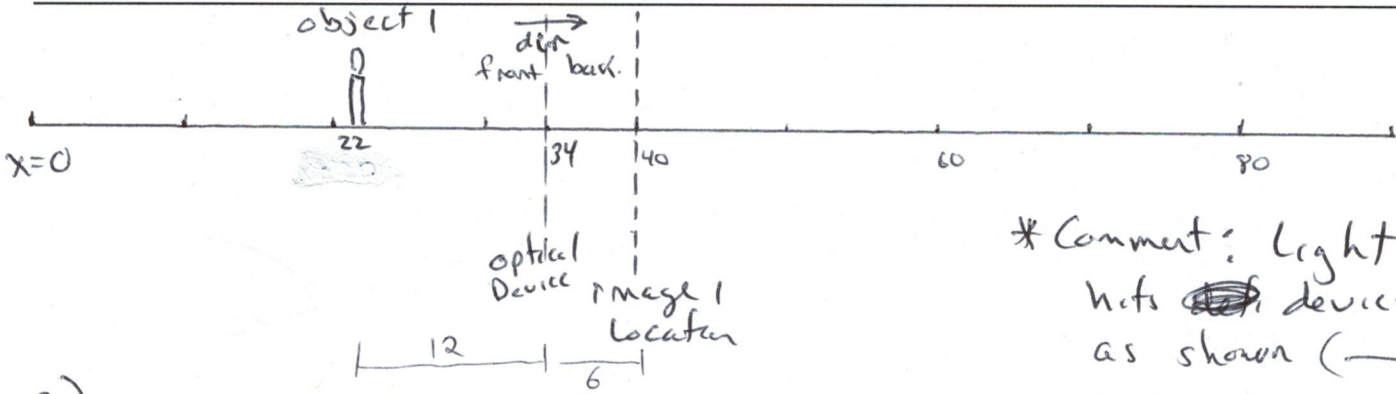 object 1
dirn
front back.
22 34 40 60 80
x=0
optical
Device
image 1
Location
* Comment: Light
hits device
as shown (
12
6